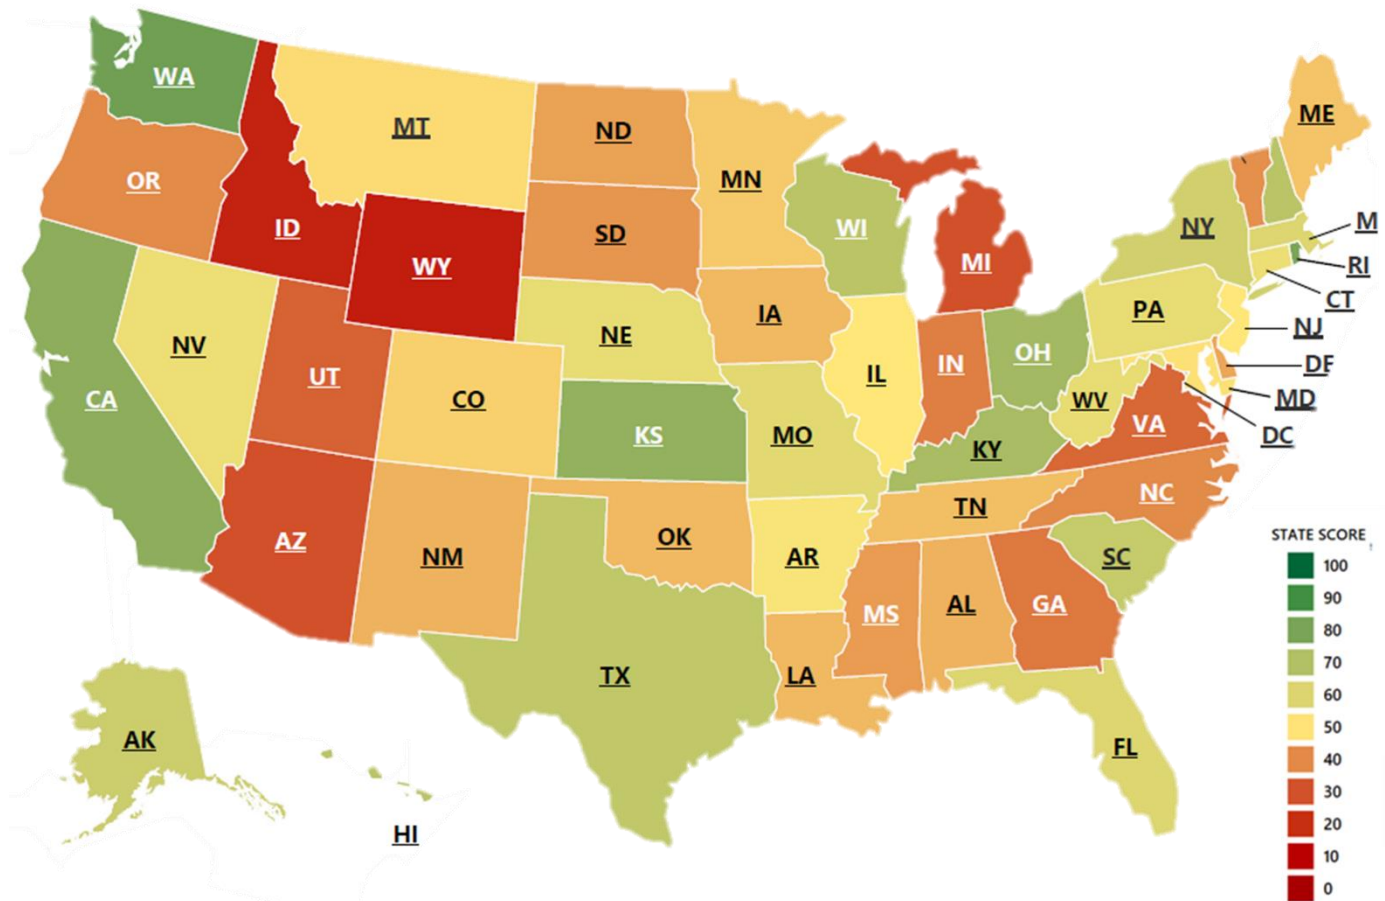 WA
MT
ND
ME
OR
MN
ID
SD
WI
NY
M
WY
MI
RI
CT
IA
PA
NJ
NV
NE
OH
DE
UT
IL
IN
CO
WV
MD
CA
VA
DC
KS
MO
KY
NC
TN
AZ
NM
OK
AR
SC
STATE SCORE
100
90
80
70
60
50
40
30
20
10
0
MS
AL
GA
TX
LA
AK
FL
HI